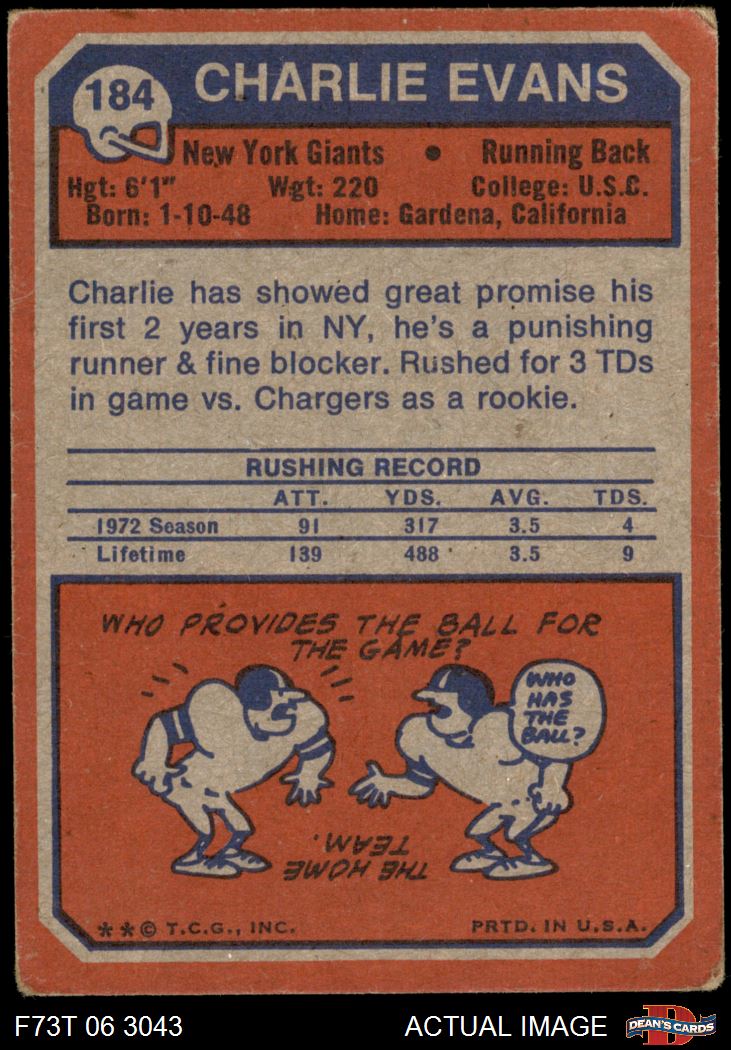 184
CHARLIE EVANS
New York Giants • Running Back
Hgt: 6'1" Wgt: 220 College: U.S.C.
Born: 1-10-48 Home: Gardena, California
Charlie has showed great promise his
first 2 years in NY, he's a punishing
runner & fine blocker. Rushed for 3 TDs
in game vs. Chargers as a rookie.
RUSHING RECORD
ATT. YDS. AVG. TDS.
1972 Season 91 317 3.5 4
Lifetime 139 488 3.5 9
WHO PROVIDES THE BALL FOR
THE GAME?
WHO
HAS
THE
BALL?
THE HOME
TEAM.
**© T.C.G., INC. PRTD. IN U.S.A.
F73T 06 3043 ACTUAL IMAGE
D
DEAN'S CARDS